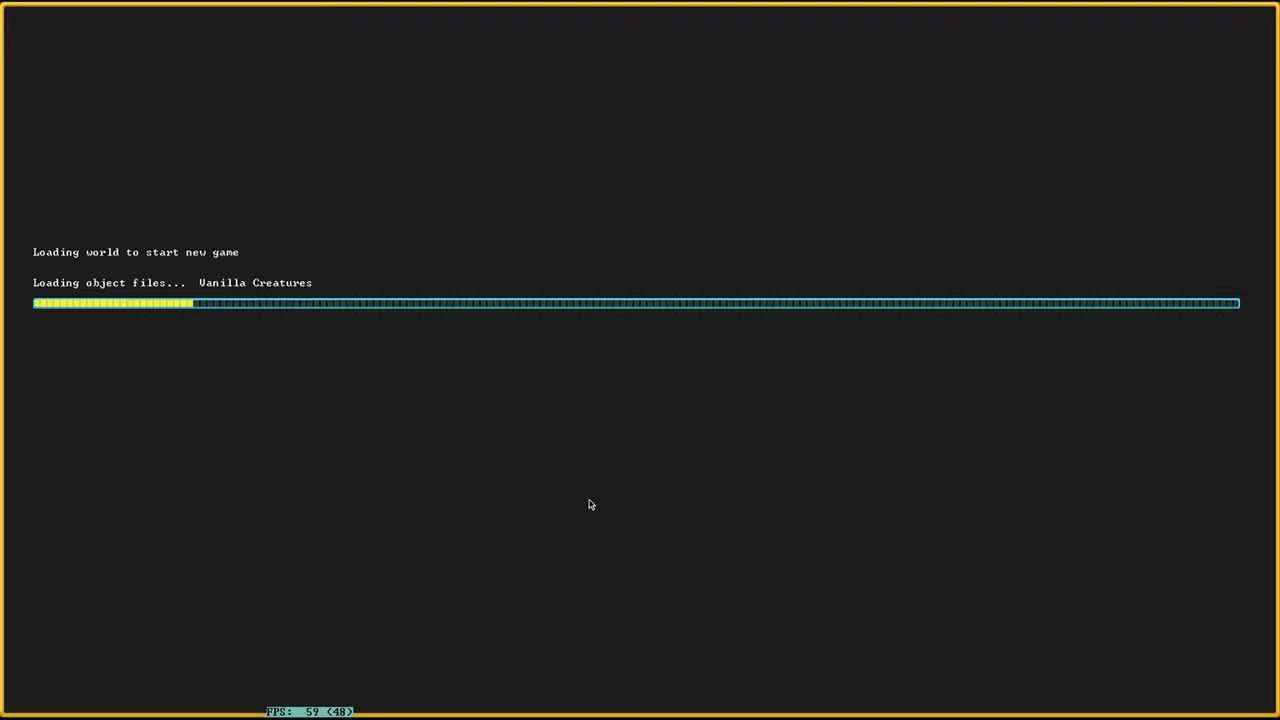 Loading world to start new game
Loading object files...  Vanilla Creatures
FPS:  59 (48)